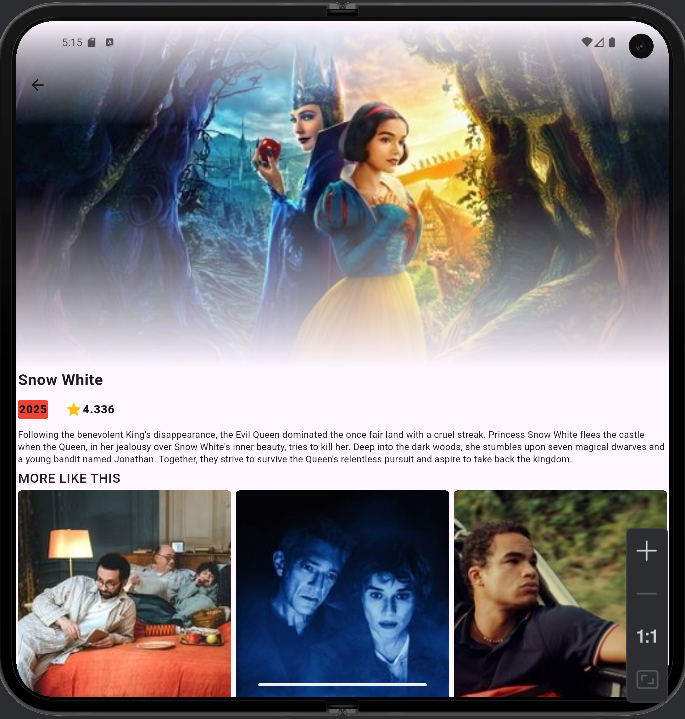 5:15
Snow White
2025
4.336
Following the benevolent King's disappearance, the Evil Queen dominated the once fair land with a cruel streak. Princess Snow White flees the castle
when the Queen, in her jealousy over Snow White's inner beauty, tries to kill her. Deep into the dark woods, she stumbles upon seven magical dwarves and
a young bandit named Jonathan. Together, they strive to survive the Queen's relentless pursuit and aspire to take back the kingdom.
MORE LIKE THIS
1:1